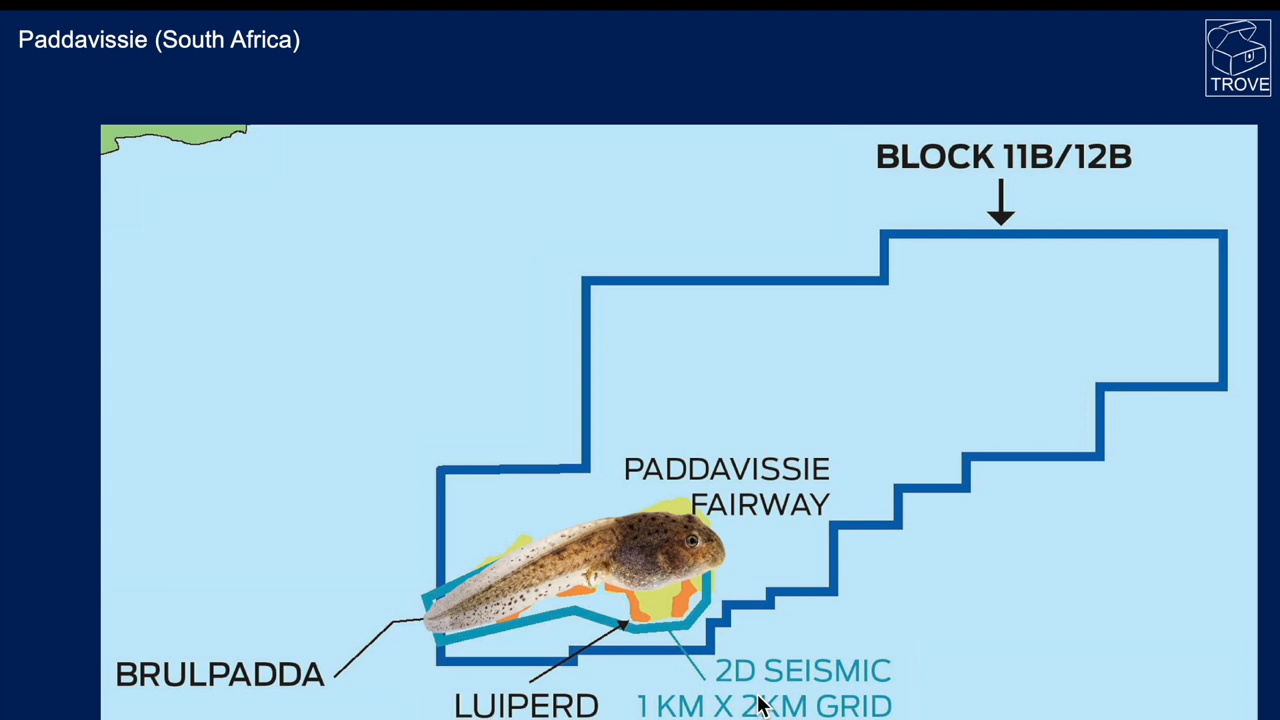 Paddavissie (South Africa)
TROVE
BLOCK 11B/12B
PADDAVISSIE
FAIRWAY
BRULPADDA
LUIPERD
2D SEISMIC
1 KM X 2KM GRID